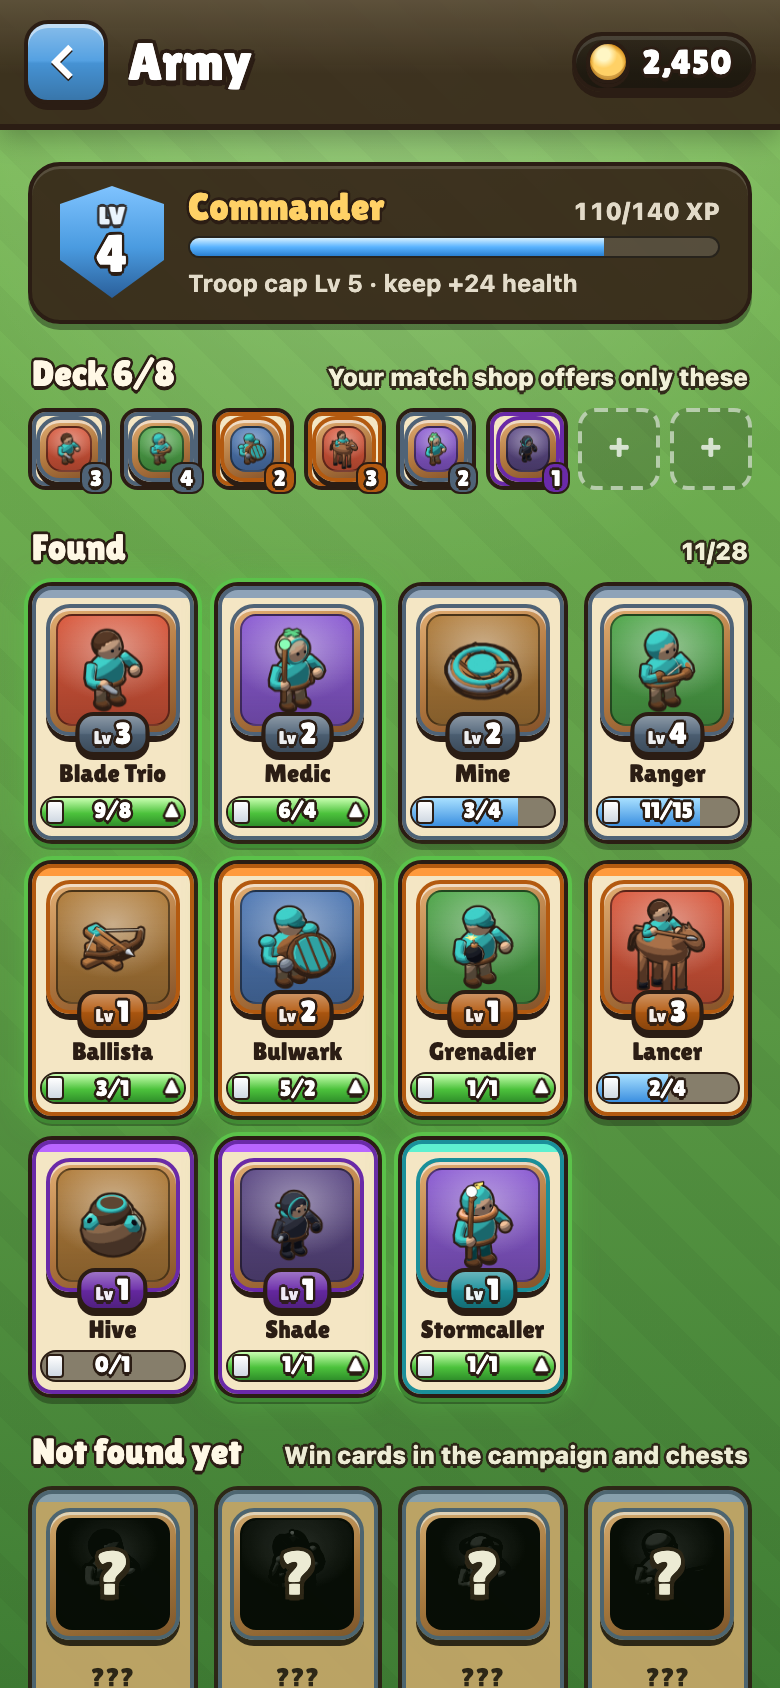 Army
2,450
LV
4
Commander
110/140 XP
Troop cap Lv 5 · keep +24 health
Deck 6/8
Your match shop offers only these
3
4
2
3
2
1
+
+
Found
11/28
Lv 3
Lv 2
Lv 2
Lv 4
Blade Trio
Medic
Mine
Ranger
9/8
6/4
3/4
11/15
Lv 1
Lv 2
Lv 1
Lv 3
Ballista
Bulwark
Grenadier
Lancer
3/1
5/2
1/1
2/4
Lv 1
Lv 1
Lv 1
Hive
Shade
Stormcaller
0/1
1/1
1/1
Not found yet
Win cards in the campaign and chests
?
?
?
?
???
???
???
???